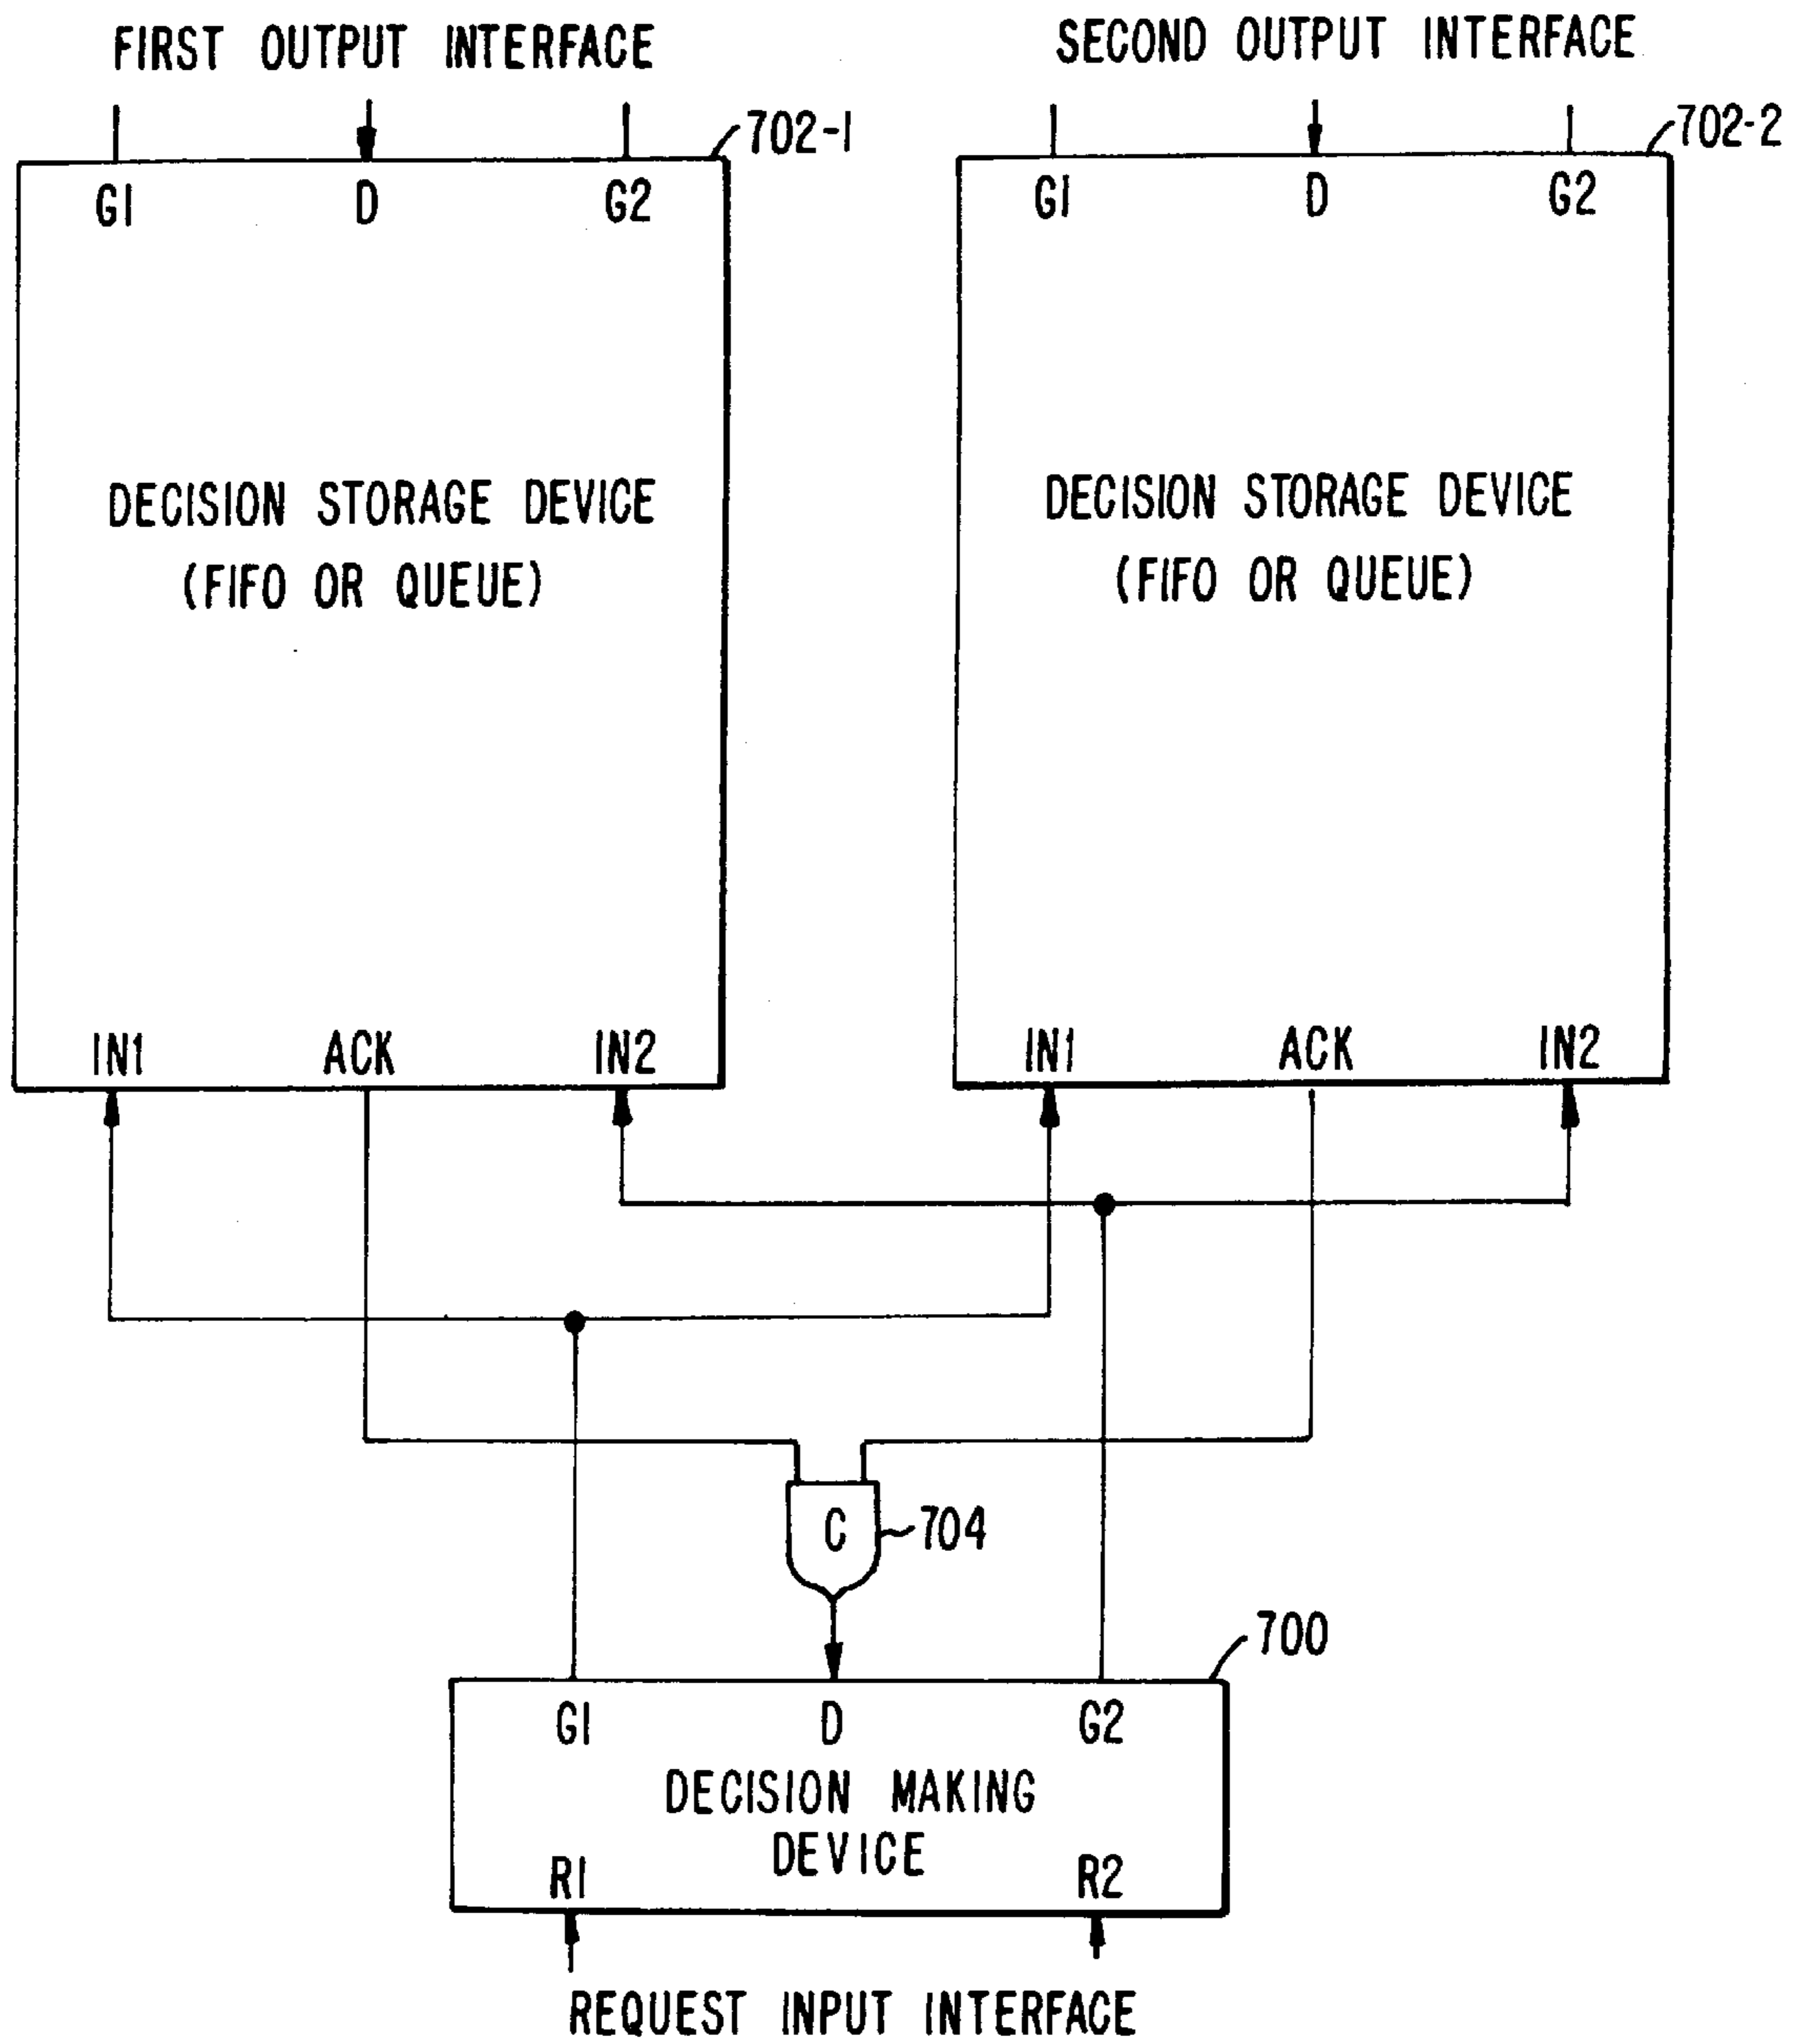 FIRST OUTPUT INTERFACE
SECOND OUTPUT INTERFACE
702-1
702-2
G1 D G2
G1 D G2
DECISION STORAGE DEVICE
(FIFO OR QUEUE)
DECISION STORAGE DEVICE
(FIFO OR QUEUE)
IN1 ACK IN2
IN1 ACK IN2
C
704
700
G1 D G2
DECISION MAKING
DEVICE
R1 R2
REQUEST INPUT INTERFACE